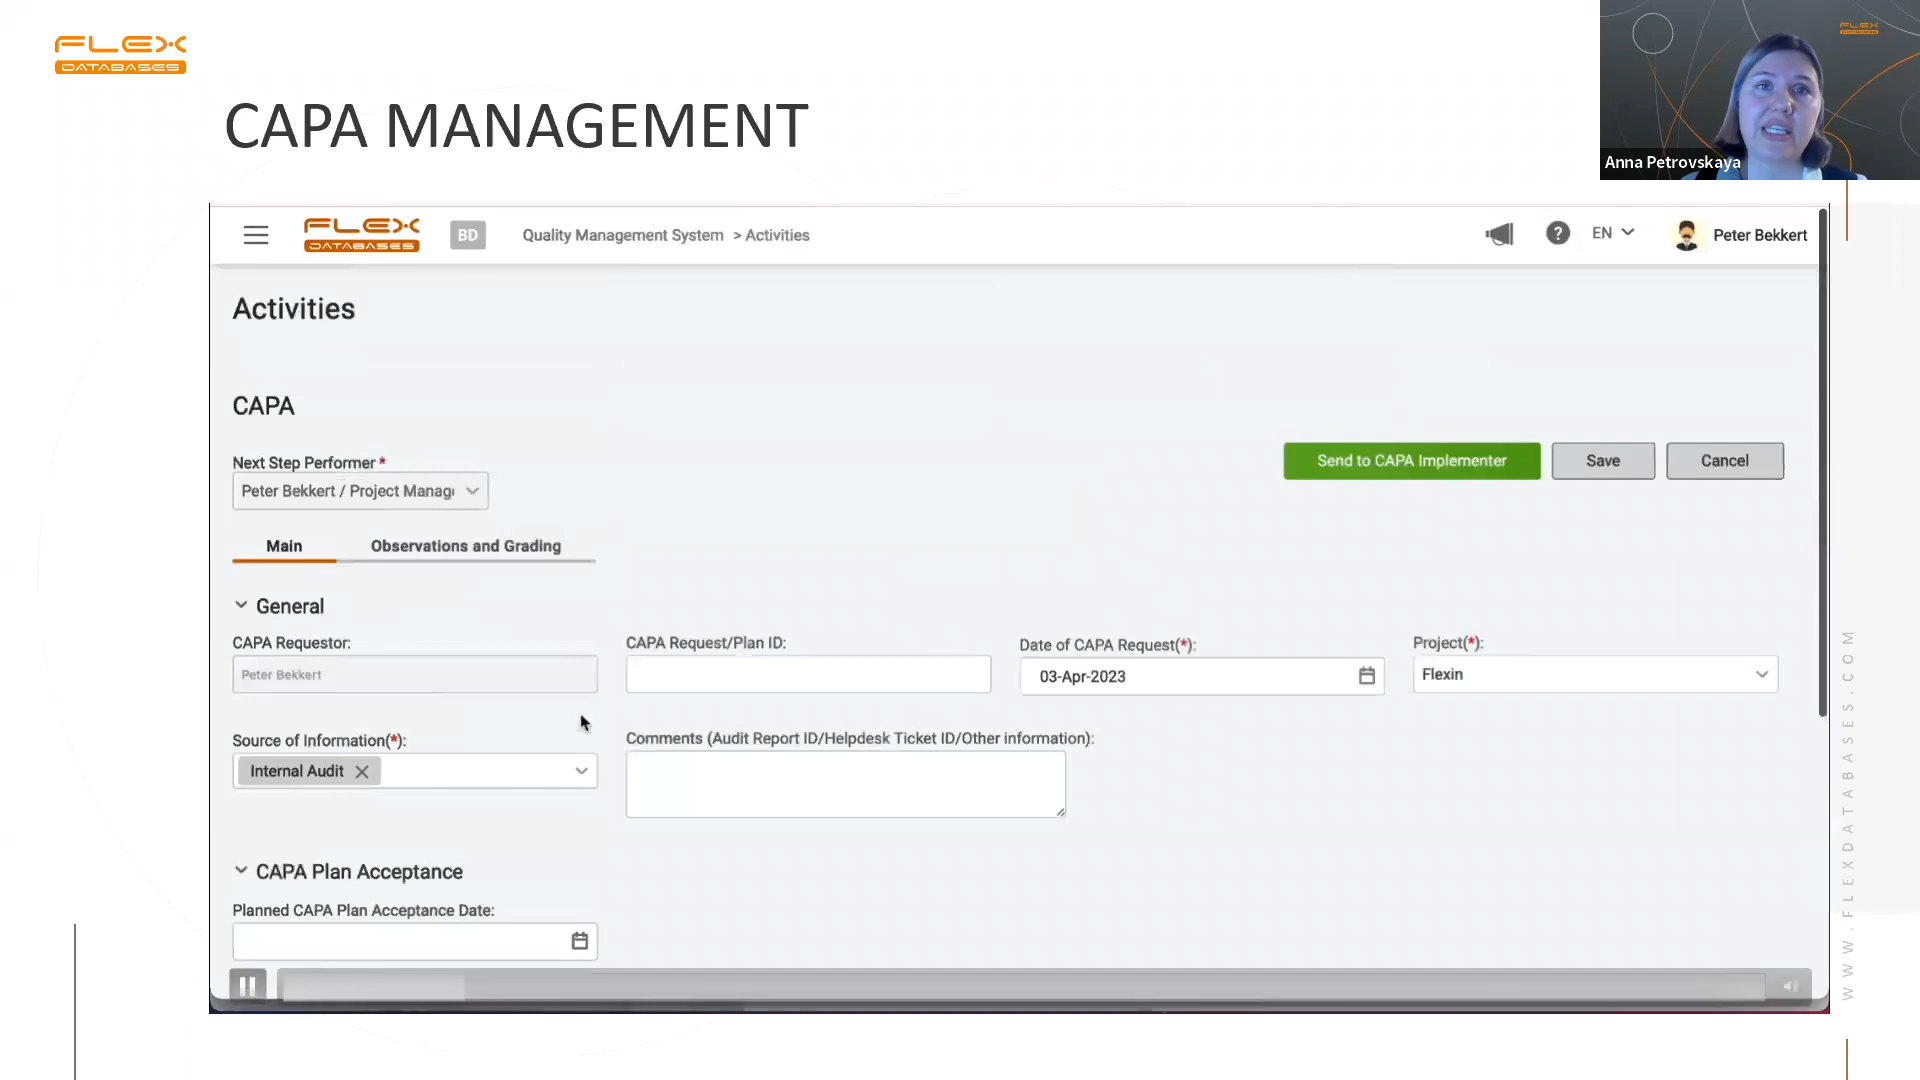 FLEX
DATABASES
CAPA MANAGEMENT
FLEX
Anna Petrovskaya
FLEX
DATABASES
BD
Quality Management System > Activities
?
EN
Peter Bekkert
Activities
CAPA
Next Step Performer *
Peter Bekkert / Project Manag
Send to CAPA Implementer
Save
Cancel
Main
Observations and Grading
General
CAPA Requestor:
CAPA Request/Plan ID:
Date of CAPA Request(*):
Project(*):
Peter Bekkert
03-Apr-2023
Flexin
Source of Information(*):
Comments (Audit Report ID/Helpdesk Ticket ID/Other information):
Internal Audit
CAPA Plan Acceptance
Planned CAPA Plan Acceptance Date:
WWW.FLEXDATABASES.COM